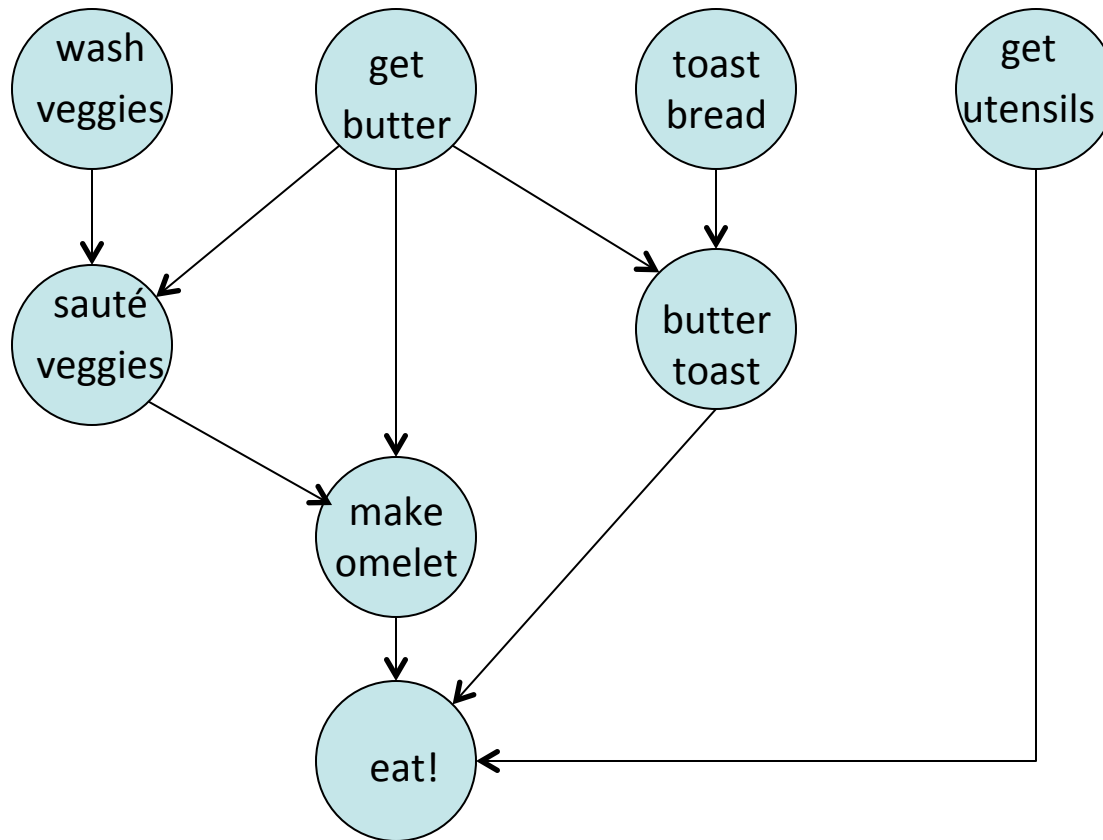 wash
veggies
get
butter
toast
bread
get
utensils
sauté
veggies
butter
toast
make
omelet
eat!